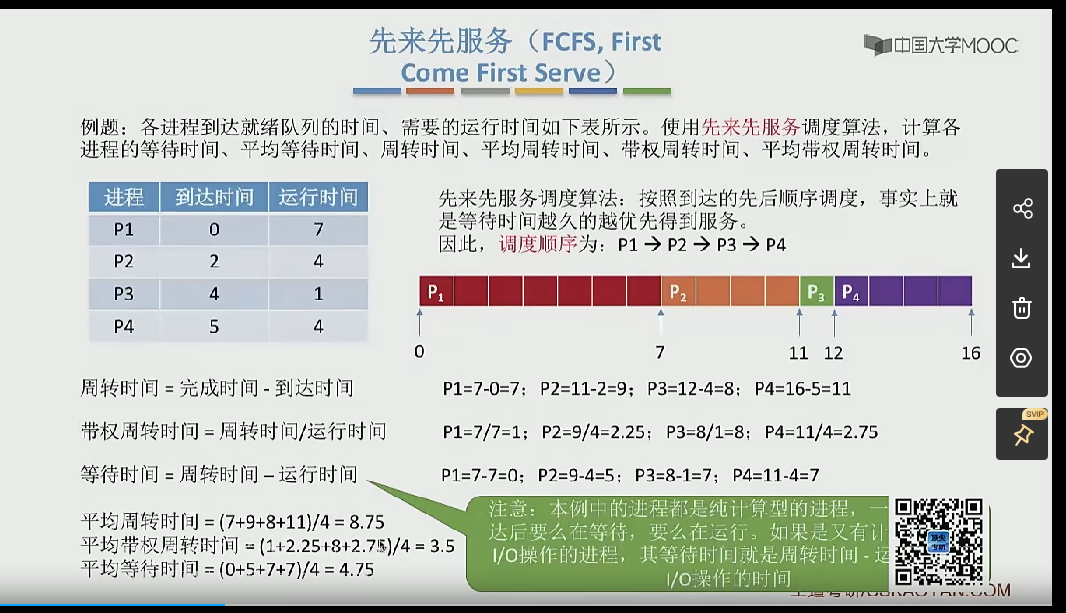 先来先服务（FCFS, First
Come First Serve）
中国大学MOOC
例题：各进程到达就绪队列的时间、需要的运行时间如下表所示。使用先来先服务调度算法，计算各
进程的等待时间、平均等待时间、周转时间、平均周转时间、带权周转时间、平均带权周转时间。
进程 到达时间 运行时间
P1 0 7
P2 2 4
P3 4 1
P4 5 4
先来先服务调度算法：按照到达的先后顺序调度，事实上就
是等待时间越久的越优先得到服务。
因此，调度顺序为：P1 → P2 → P3 → P4
P1 P2 P3 P4
0 7 11 12 16
周转时间 = 完成时间 - 到达时间 P1=7-0=7；P2=11-2=9；P3=12-4=8；P4=16-5=11
带权周转时间 = 周转时间/运行时间 P1=7/7=1；P2=9/4=2.25；P3=8/1=8；P4=11/4=2.75
等待时间 = 周转时间 – 运行时间 P1=7-7=0；P2=9-4=5；P3=8-1=7；P4=11-4=7
平均周转时间 = (7+9+8+11)/4 = 8.75
平均带权周转时间 = (1+2.25+8+2.75)/4 = 3.5
平均等待时间 = (0+5+7+7)/4 = 4.75
注意：本例中的进程都是纯计算型的进程，一
达后要么在等待，要么在运行。如果是又有计
I/O操作的进程，其等待时间就是周转时间 - 运
I/O操作的时间
SVIP